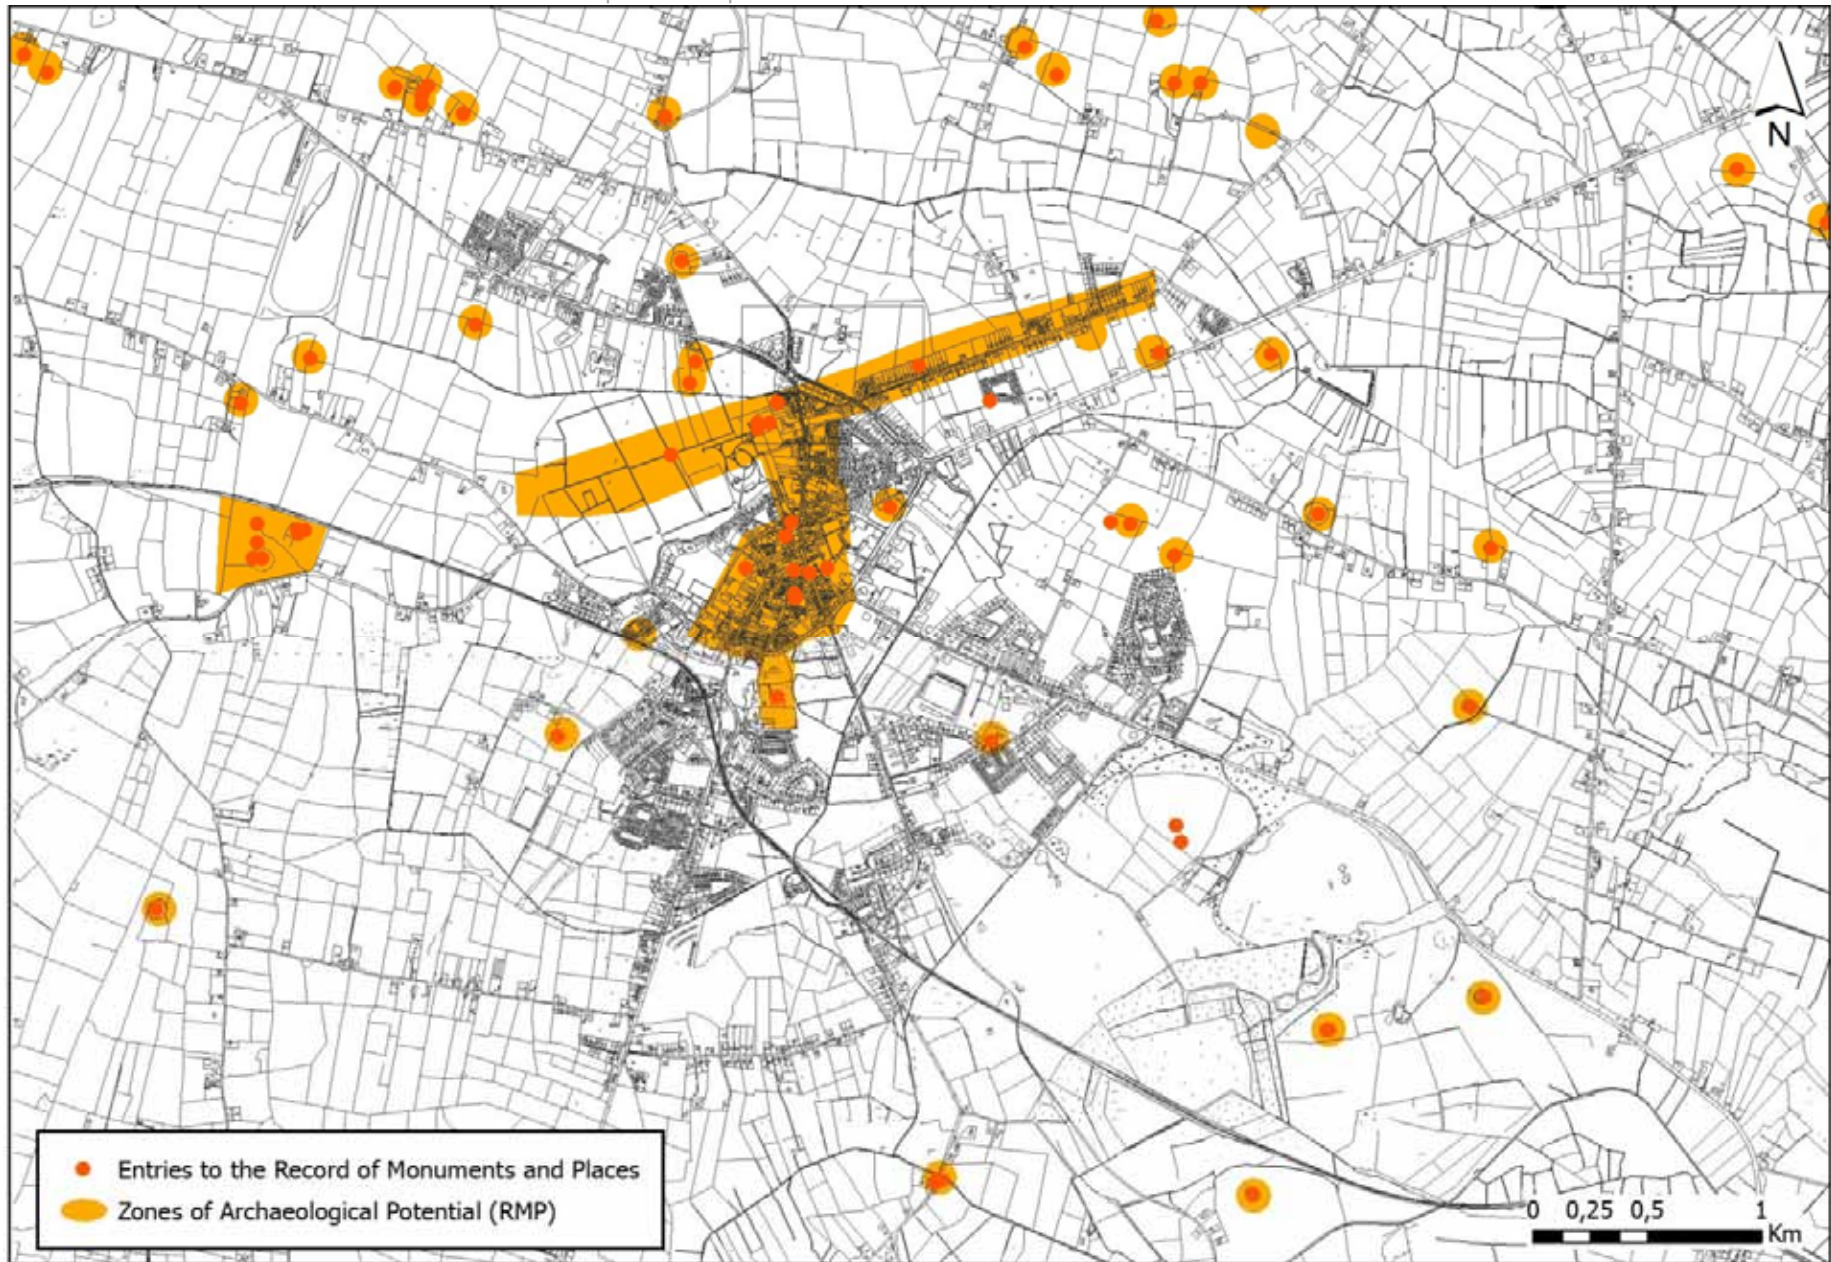 N
Entries to the Record of Monuments and Places
Zones of Archaeological Potential (RMP)
0 0,25 0,5 1
Km